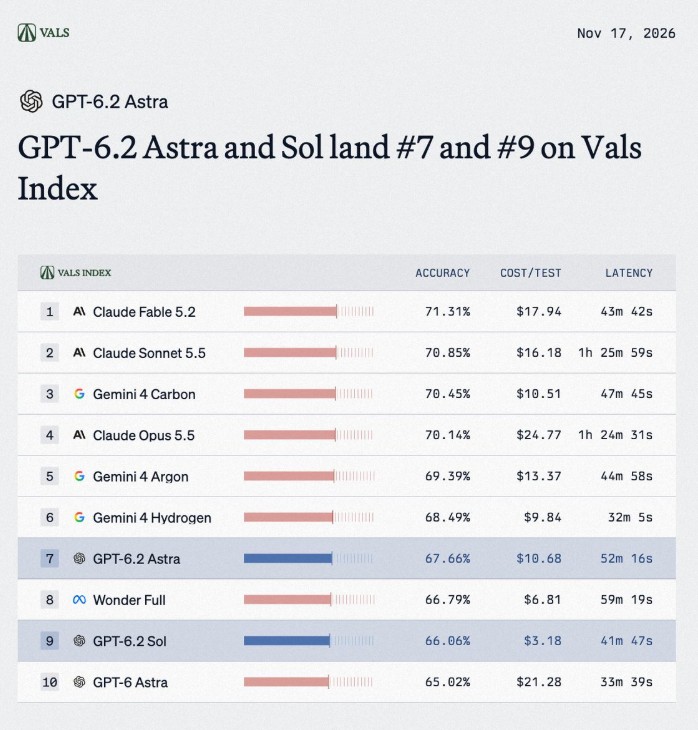 VALS
Nov 17, 2026
GPT-6.2 Astra
GPT-6.2 Astra and Sol land #7 and #9 on Vals
Index
VALS INDEX ACCURACY COST/TEST LATENCY
1 Claude Fable 5.2 71.31% $17.94 43m 42s
2 Claude Sonnet 5.5 70.85% $16.18 1h 25m 59s
3 Gemini 4 Carbon 70.45% $10.51 47m 45s
4 Claude Opus 5.5 70.14% $24.77 1h 24m 31s
5 Gemini 4 Argon 69.39% $13.37 44m 58s
6 Gemini 4 Hydrogen 68.49% $9.84 32m 5s
7 GPT-6.2 Astra 67.66% $10.68 52m 16s
8 Wonder Full 66.79% $6.81 59m 19s
9 GPT-6.2 Sol 66.06% $3.18 41m 47s
10 GPT-6 Astra 65.02% $21.28 33m 39s